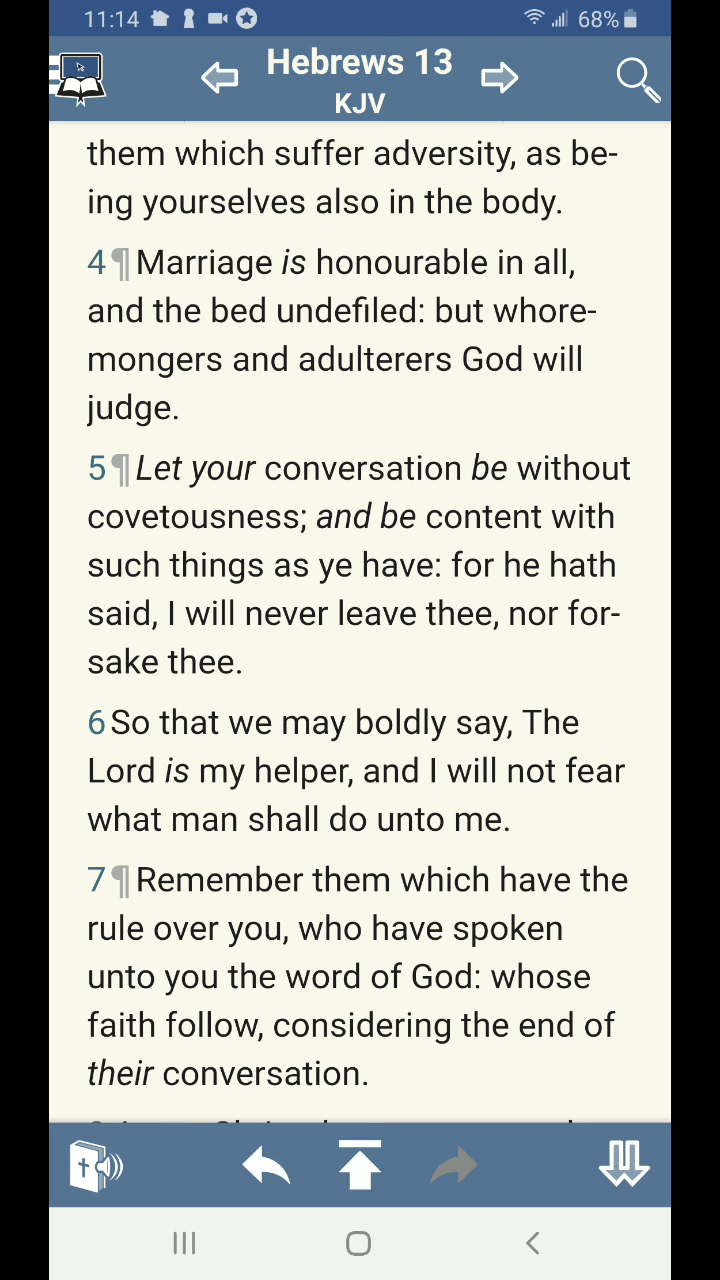 11:14 68%
Hebrews 13
KJV
them which suffer adversity, as be-
ing yourselves also in the body.
4 ¶ Marriage is honourable in all,
and the bed undefiled: but whore-
mongers and adulterers God will
judge.
5 ¶ Let your conversation be without
covetousness; and be content with
such things as ye have: for he hath
said, I will never leave thee, nor for-
sake thee.
6 So that we may boldly say, The
Lord is my helper, and I will not fear
what man shall do unto me.
7 ¶ Remember them which have the
rule over you, who have spoken
unto you the word of God: whose
faith follow, considering the end of
their conversation.